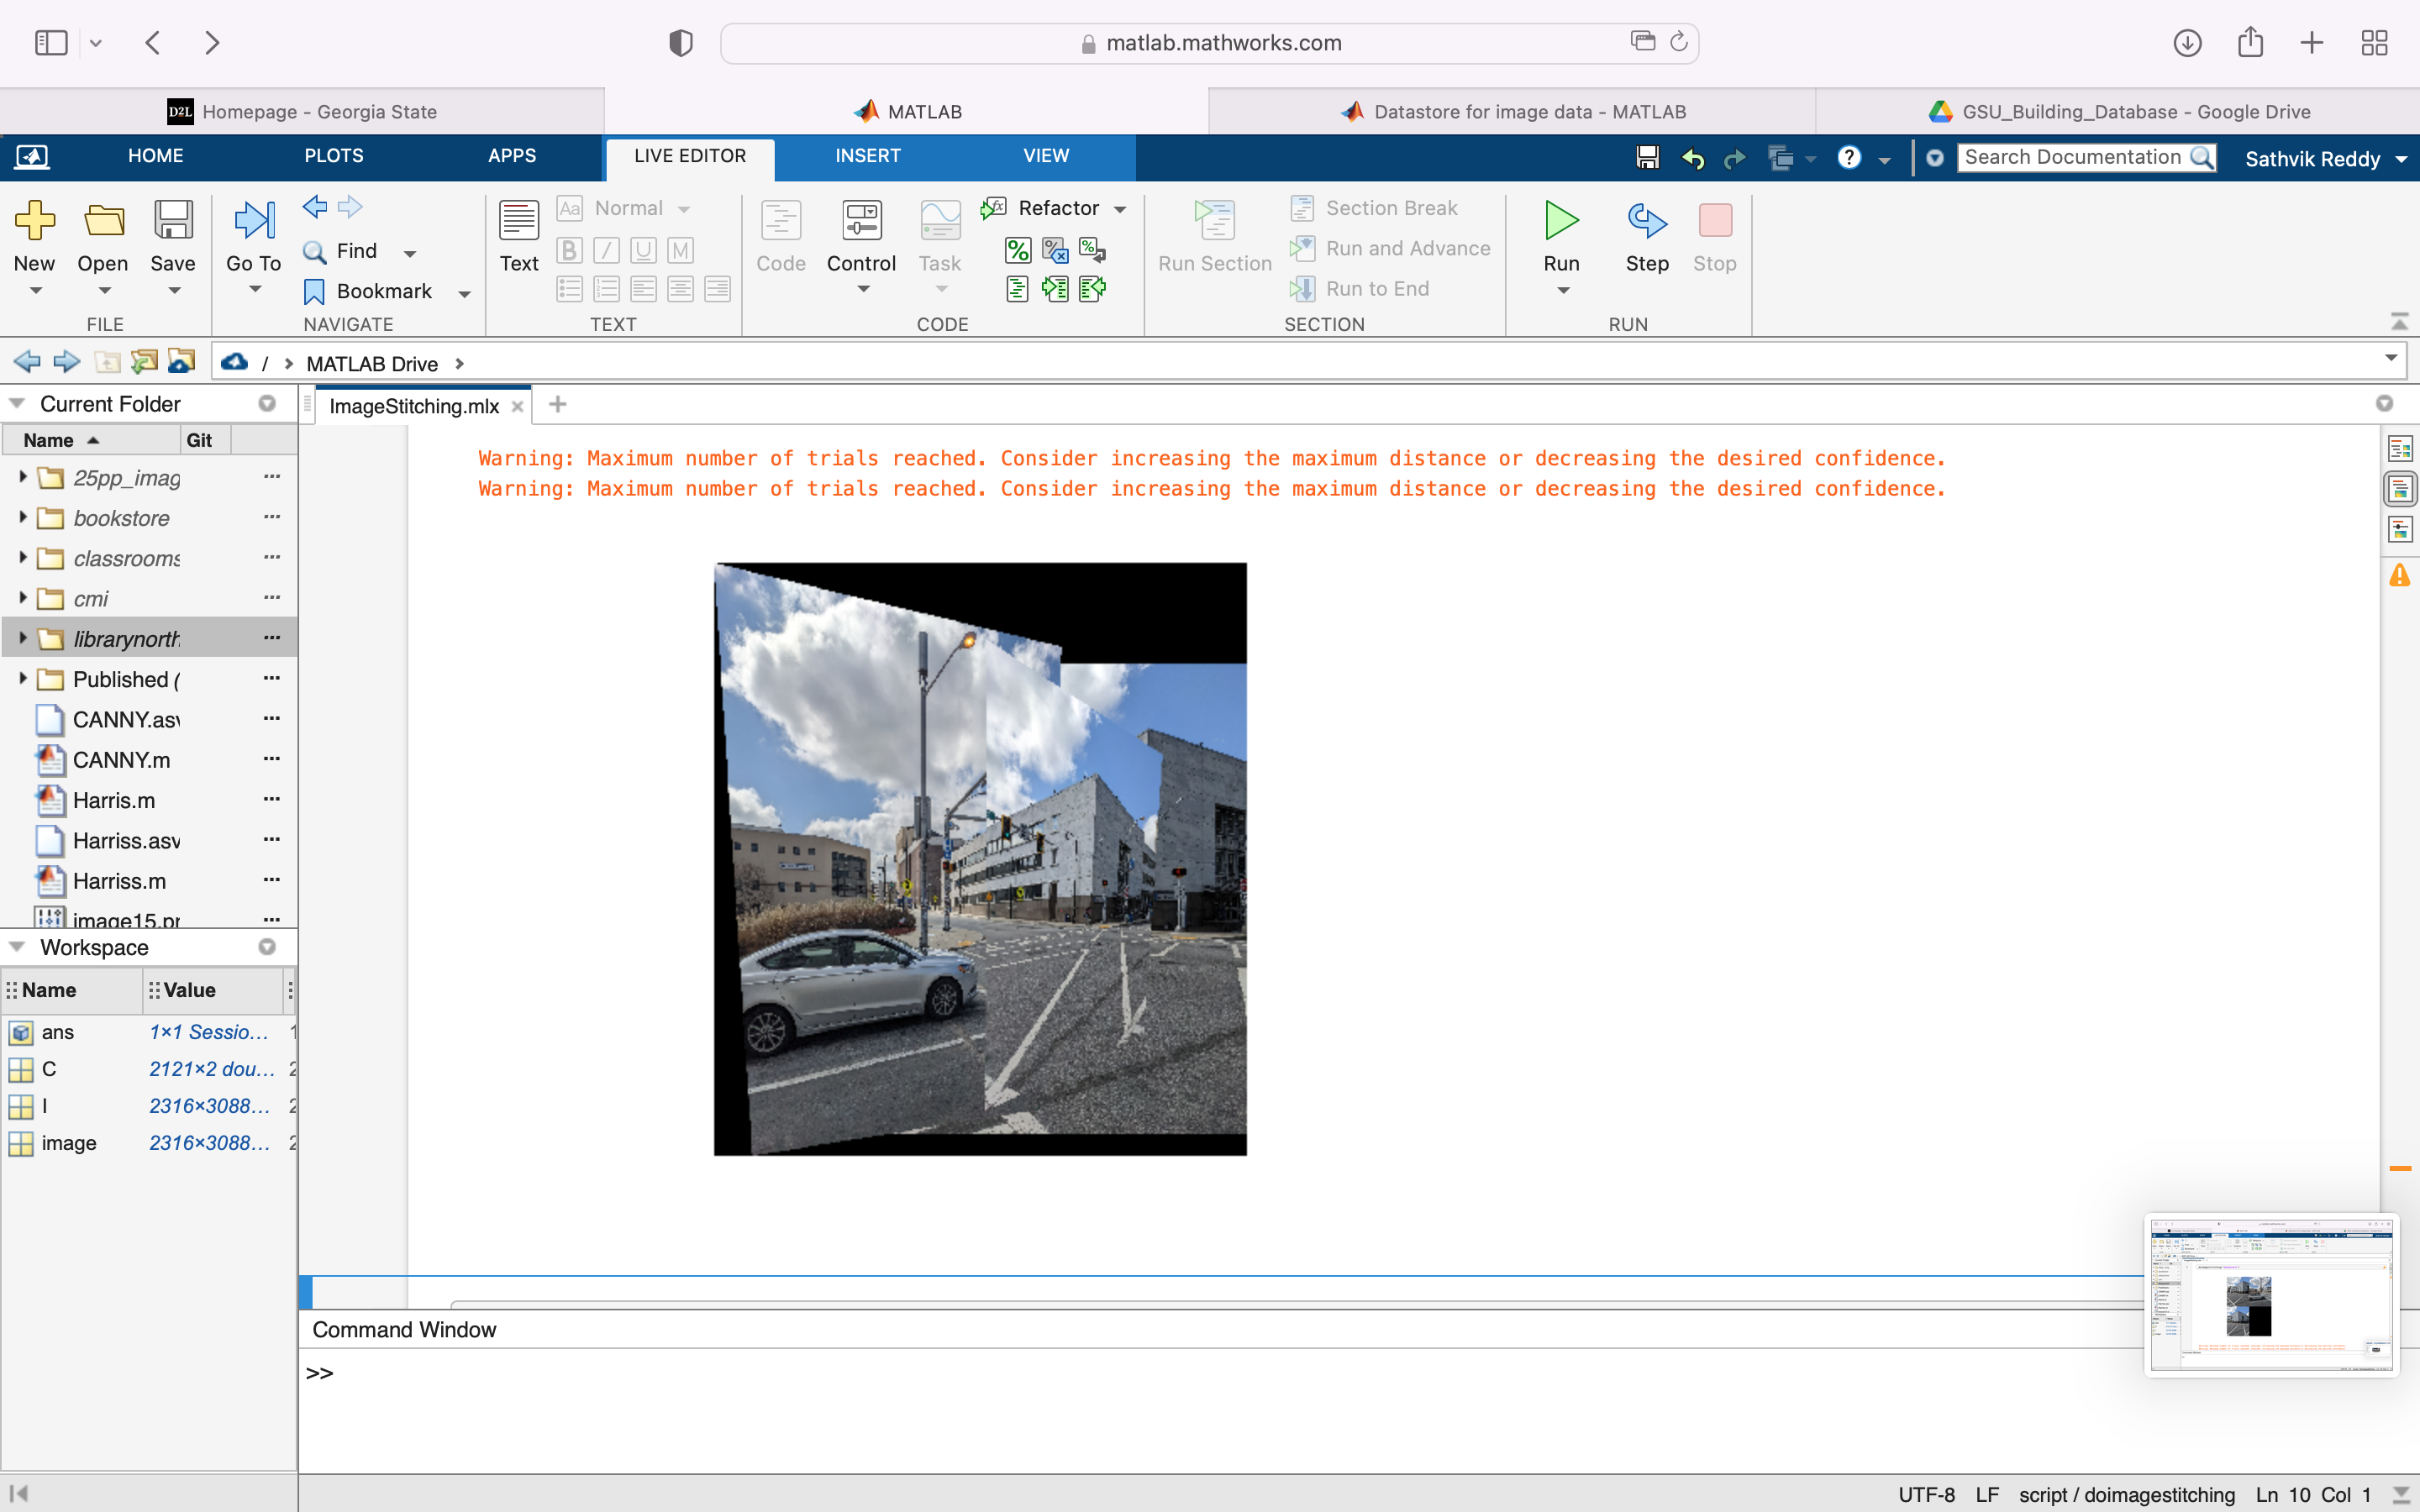 matlab.mathworks.com
D2L Homepage - Georgia State
MATLAB
Datastore for image data - MATLAB
GSU_Building_Database - Google Drive
HOME PLOTS APPS LIVE EDITOR INSERT VIEW
Search Documentation
Sathvik Reddy
New
Open
Save
FILE
Go To
Find
Bookmark
NAVIGATE
Text
Aa Normal
B I U M
TEXT
Code
Control
Task
Refactor
CODE
Run Section
Section Break
Run and Advance
Run to End
SECTION
Run
Step
Stop
RUN
/ > MATLAB Drive >
Current Folder
Name Git
25pp_imag ...
bookstore ...
classrooms ...
cmi ...
librarynorth ...
Published ( ...
CANNY.asv ...
CANNY.m ...
Harris.m ...
Harriss.asv ...
Harriss.m ...
image15.pr ...
Workspace
Name Value
ans 1×1 Sessio... 1
C 2121×2 dou... 2
I 2316×3088... 2
image 2316×3088... 2
ImageStitching.mlx
Warning: Maximum number of trials reached. Consider increasing the maximum distance or decreasing the desired confidence.
Warning: Maximum number of trials reached. Consider increasing the maximum distance or decreasing the desired confidence.
Command Window
>>
UTF-8 LF script / doimagestitching Ln 10 Col 1